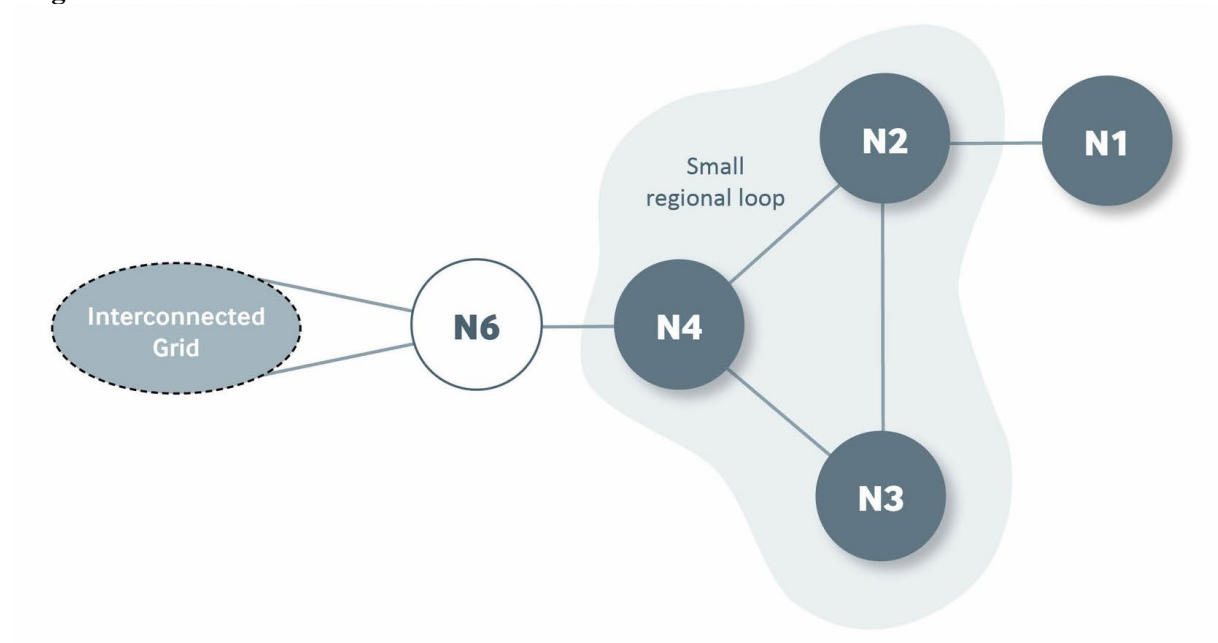 N2
N1
Small
regional loop
Interconnected
Grid
N6
N4
N3